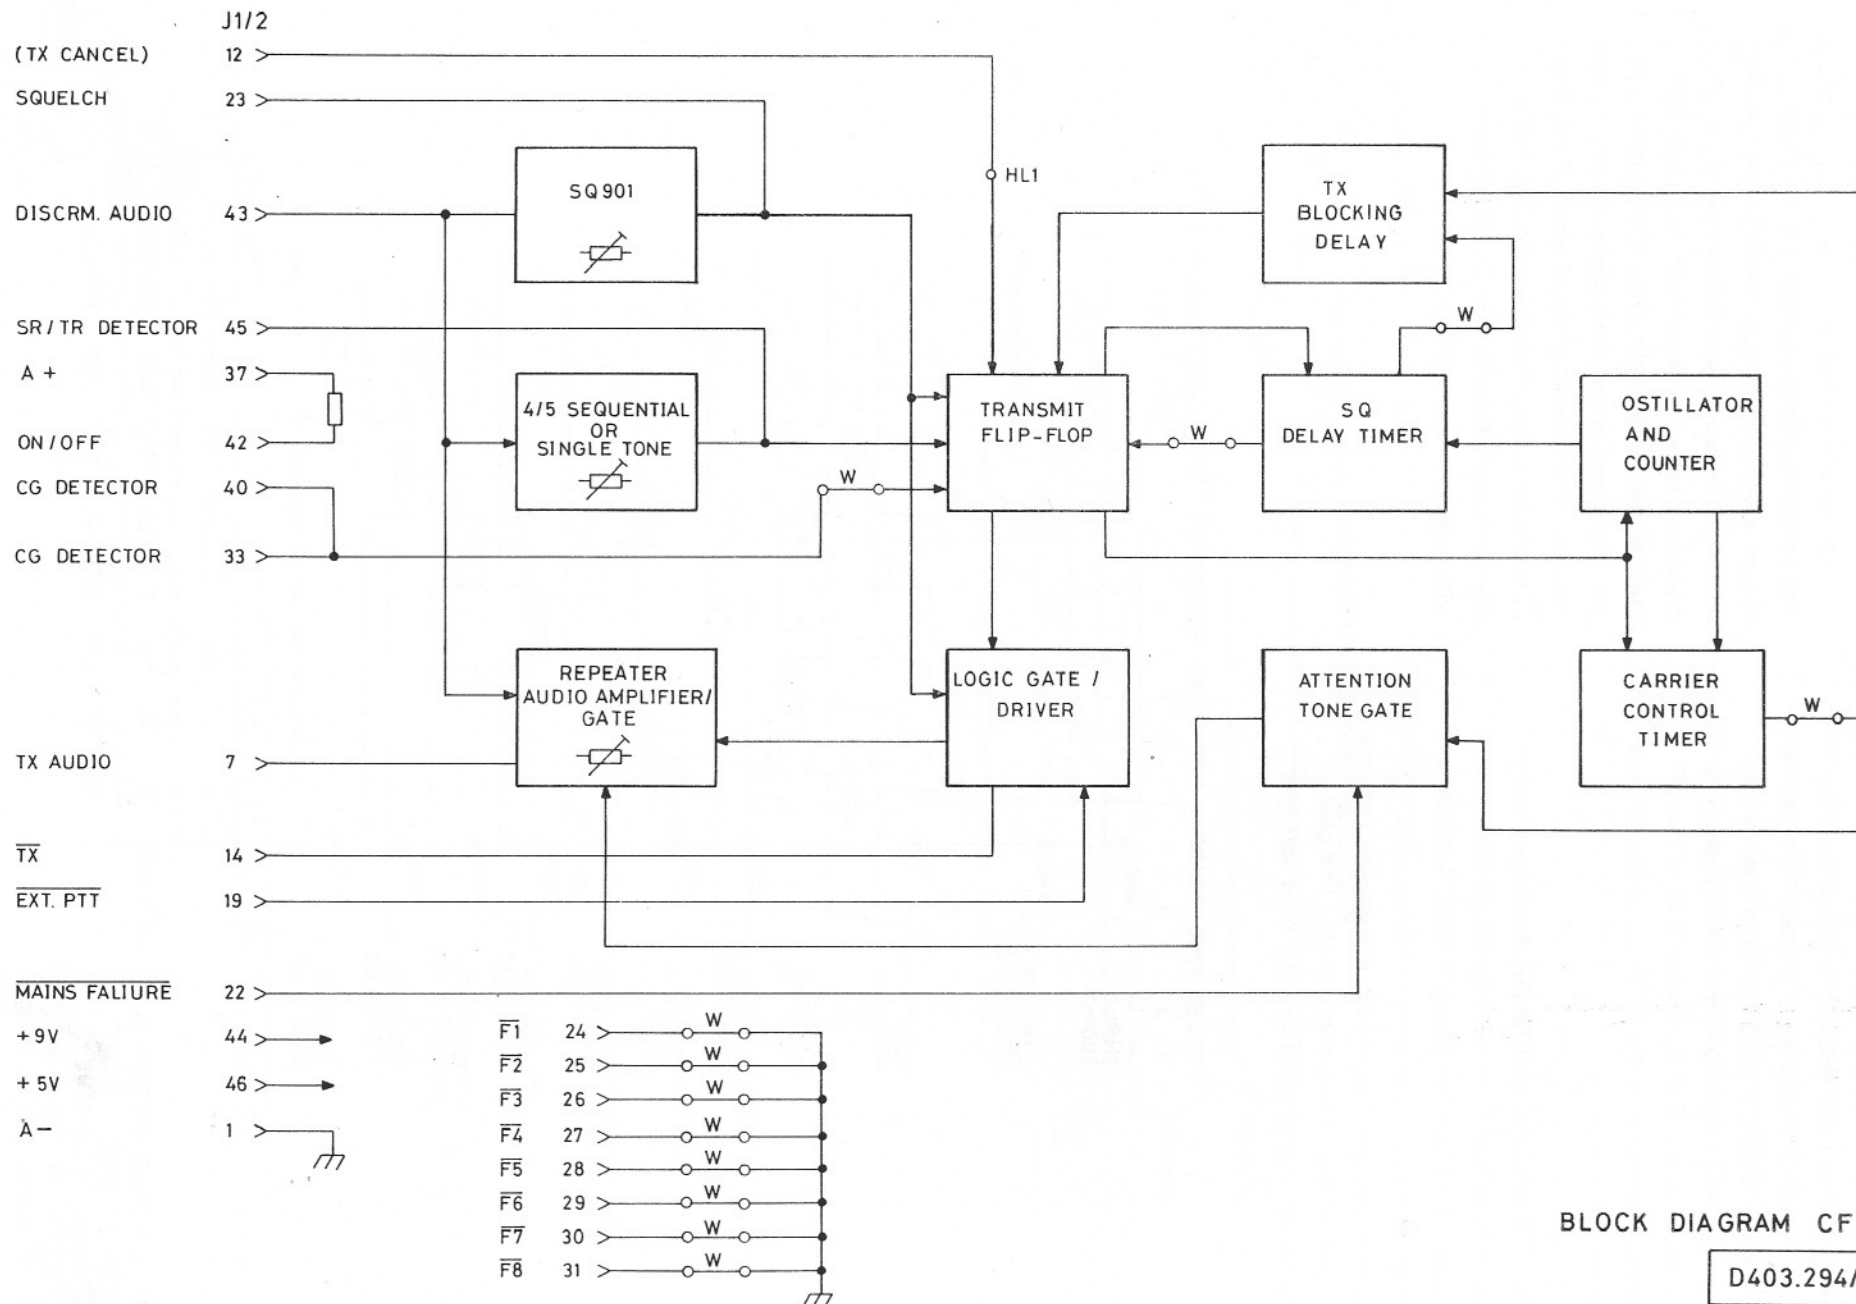 J1/2
(TX CANCEL) 12
SQUELCH 23
DISCRM. AUDIO 43
SR/TR DETECTOR 45
A + 37
ON/OFF 42
CG DETECTOR 40
CG DETECTOR 33
TX AUDIO 7
TX 14
EXT. PTT 19
MAINS FALIURE 22
+9V 44
+5V 46
A- 1
SQ901
4/5 SEQUENTIAL
OR
SINGLE TONE
REPEATER
AUDIO AMPLIFIER/
GATE
HL1
W
TRANSMIT
FLIP-FLOP
LOGIC GATE /
DRIVER
TX
BLOCKING
DELAY
W
W
SQ
DELAY TIMER
ATTENTION
TONE GATE
OSTILLATOR
AND
COUNTER
CARRIER
CONTROL
TIMER
W
F1 24 W
F2 25 W
F3 26 W
F4 27 W
F5 28 W
F6 29 W
F7 30 W
F8 31 W
BLOCK DIAGRAM CF
D403.294/